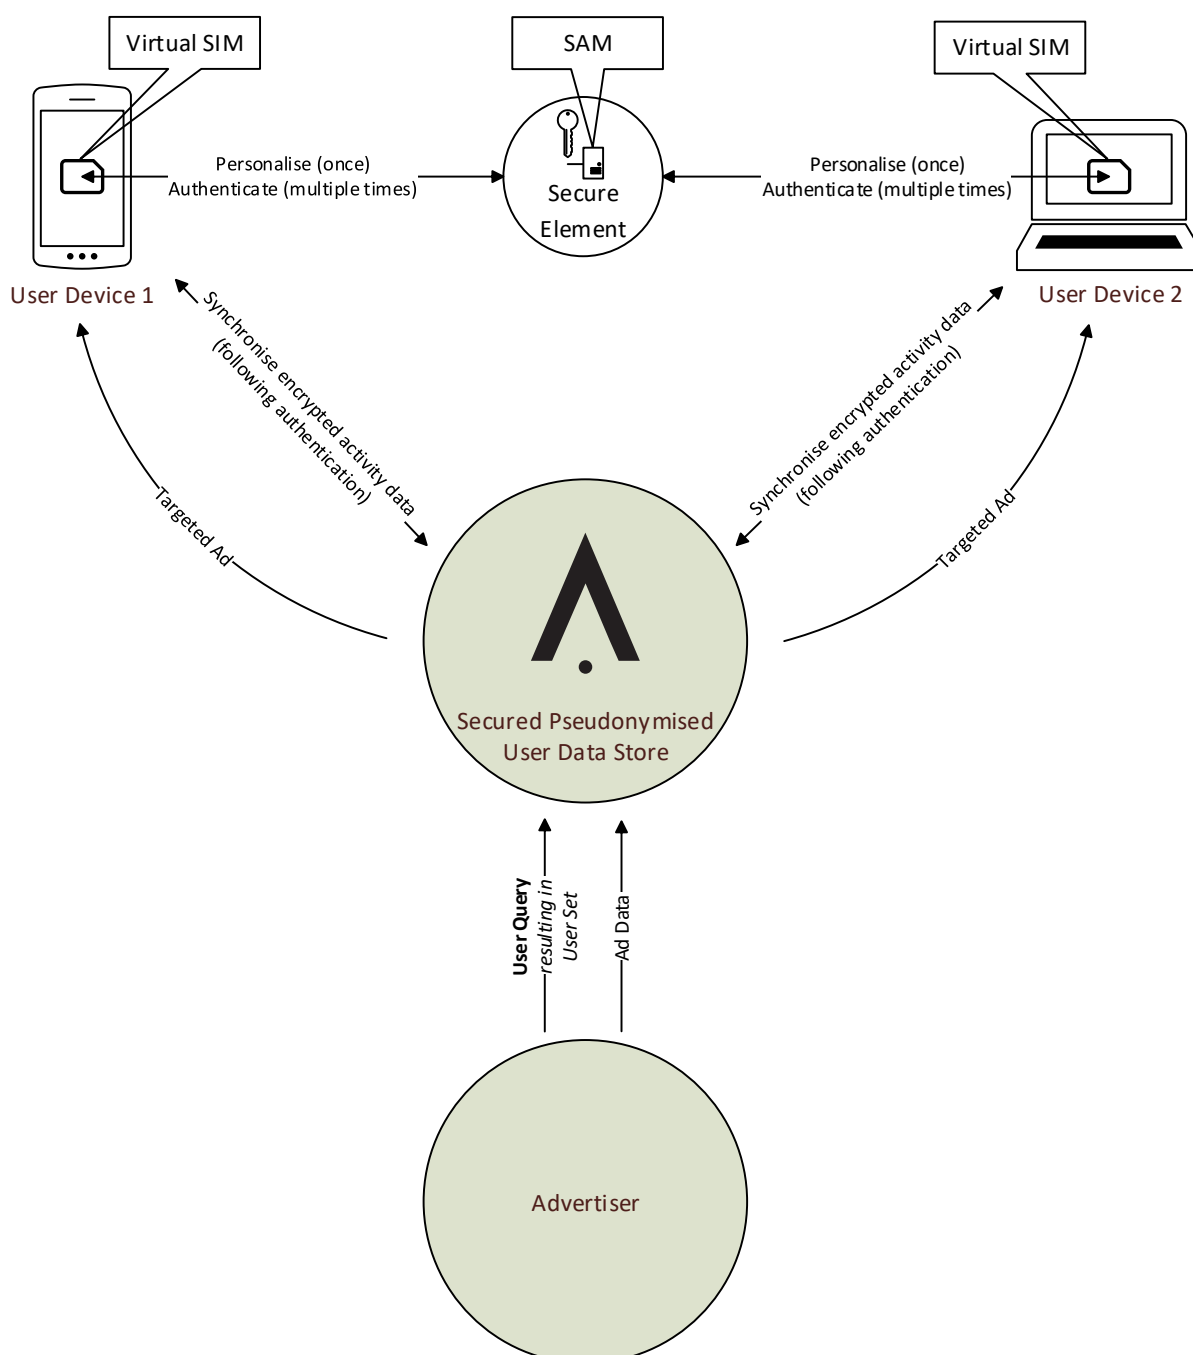 Virtual SIM
SAM
Virtual SIM
Personalise (once)
Authenticate (multiple times)
Secure
Element
Personalise (once)
Authenticate (multiple times)
User Device 1
User Device 2
Synchronise encrypted activity data
(following authentication)
Synchronise encrypted activity data
(following authentication)
Targeted Ad
Targeted Ad
Secured Pseudonymised
User Data Store
User Query
resulting in
User Set
Ad Data
Advertiser